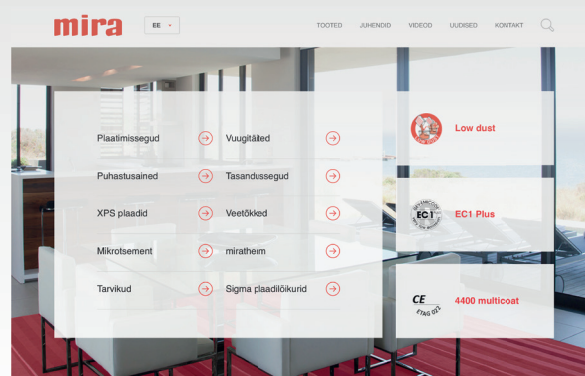 mira
EE
TOOTED JUHENDID VIDEOD UUDISED KONTAKT
Plaatimissegud Vuugitäited
Puhastusained Tasandussegud
XPS plaadid Veetõkked
Mikrotsement miratherm
Tarvikud Sigma plaadilõikurid
Low dust
EC1 Plus
EC1
4400 multicoat
CE
ETAG 022